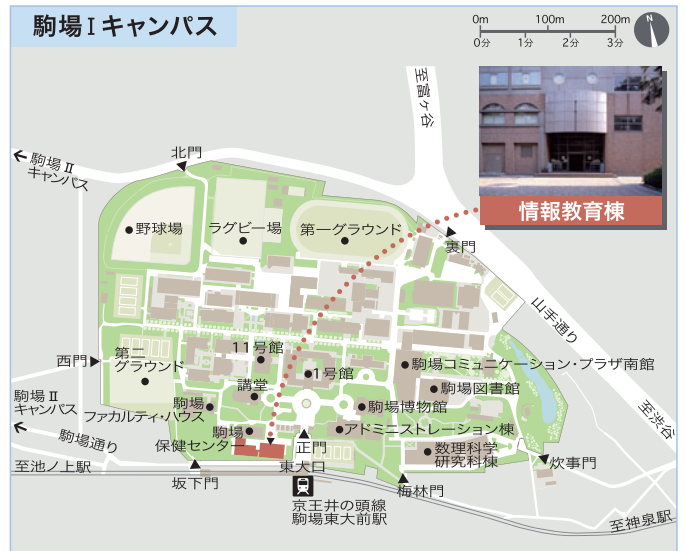 駒場Ⅰキャンパス
0m 100m 200m
0分 1分 2分 3分
N
至富ヶ谷
情報教育棟
北門
駒場Ⅱ
キャンパス
野球場
ラグビー場
第一グラウンド
裏門
山手通り
西門
第二
グラウンド
11号館
1号館
駒場コミュニケーション・プラザ南館
講堂
駒場図書館
駒場Ⅱ
キャンパス
駒場
ファカルティ・ハウス
駒場博物館
至渋谷
駒場通り
駒場
保健センター
正門
アドミニストレーション棟
数理科学
研究科棟
炊事門
至池ノ上駅
坂下門
東大口
梅林門
京王井の頭線
駒場東大前駅
至神泉駅